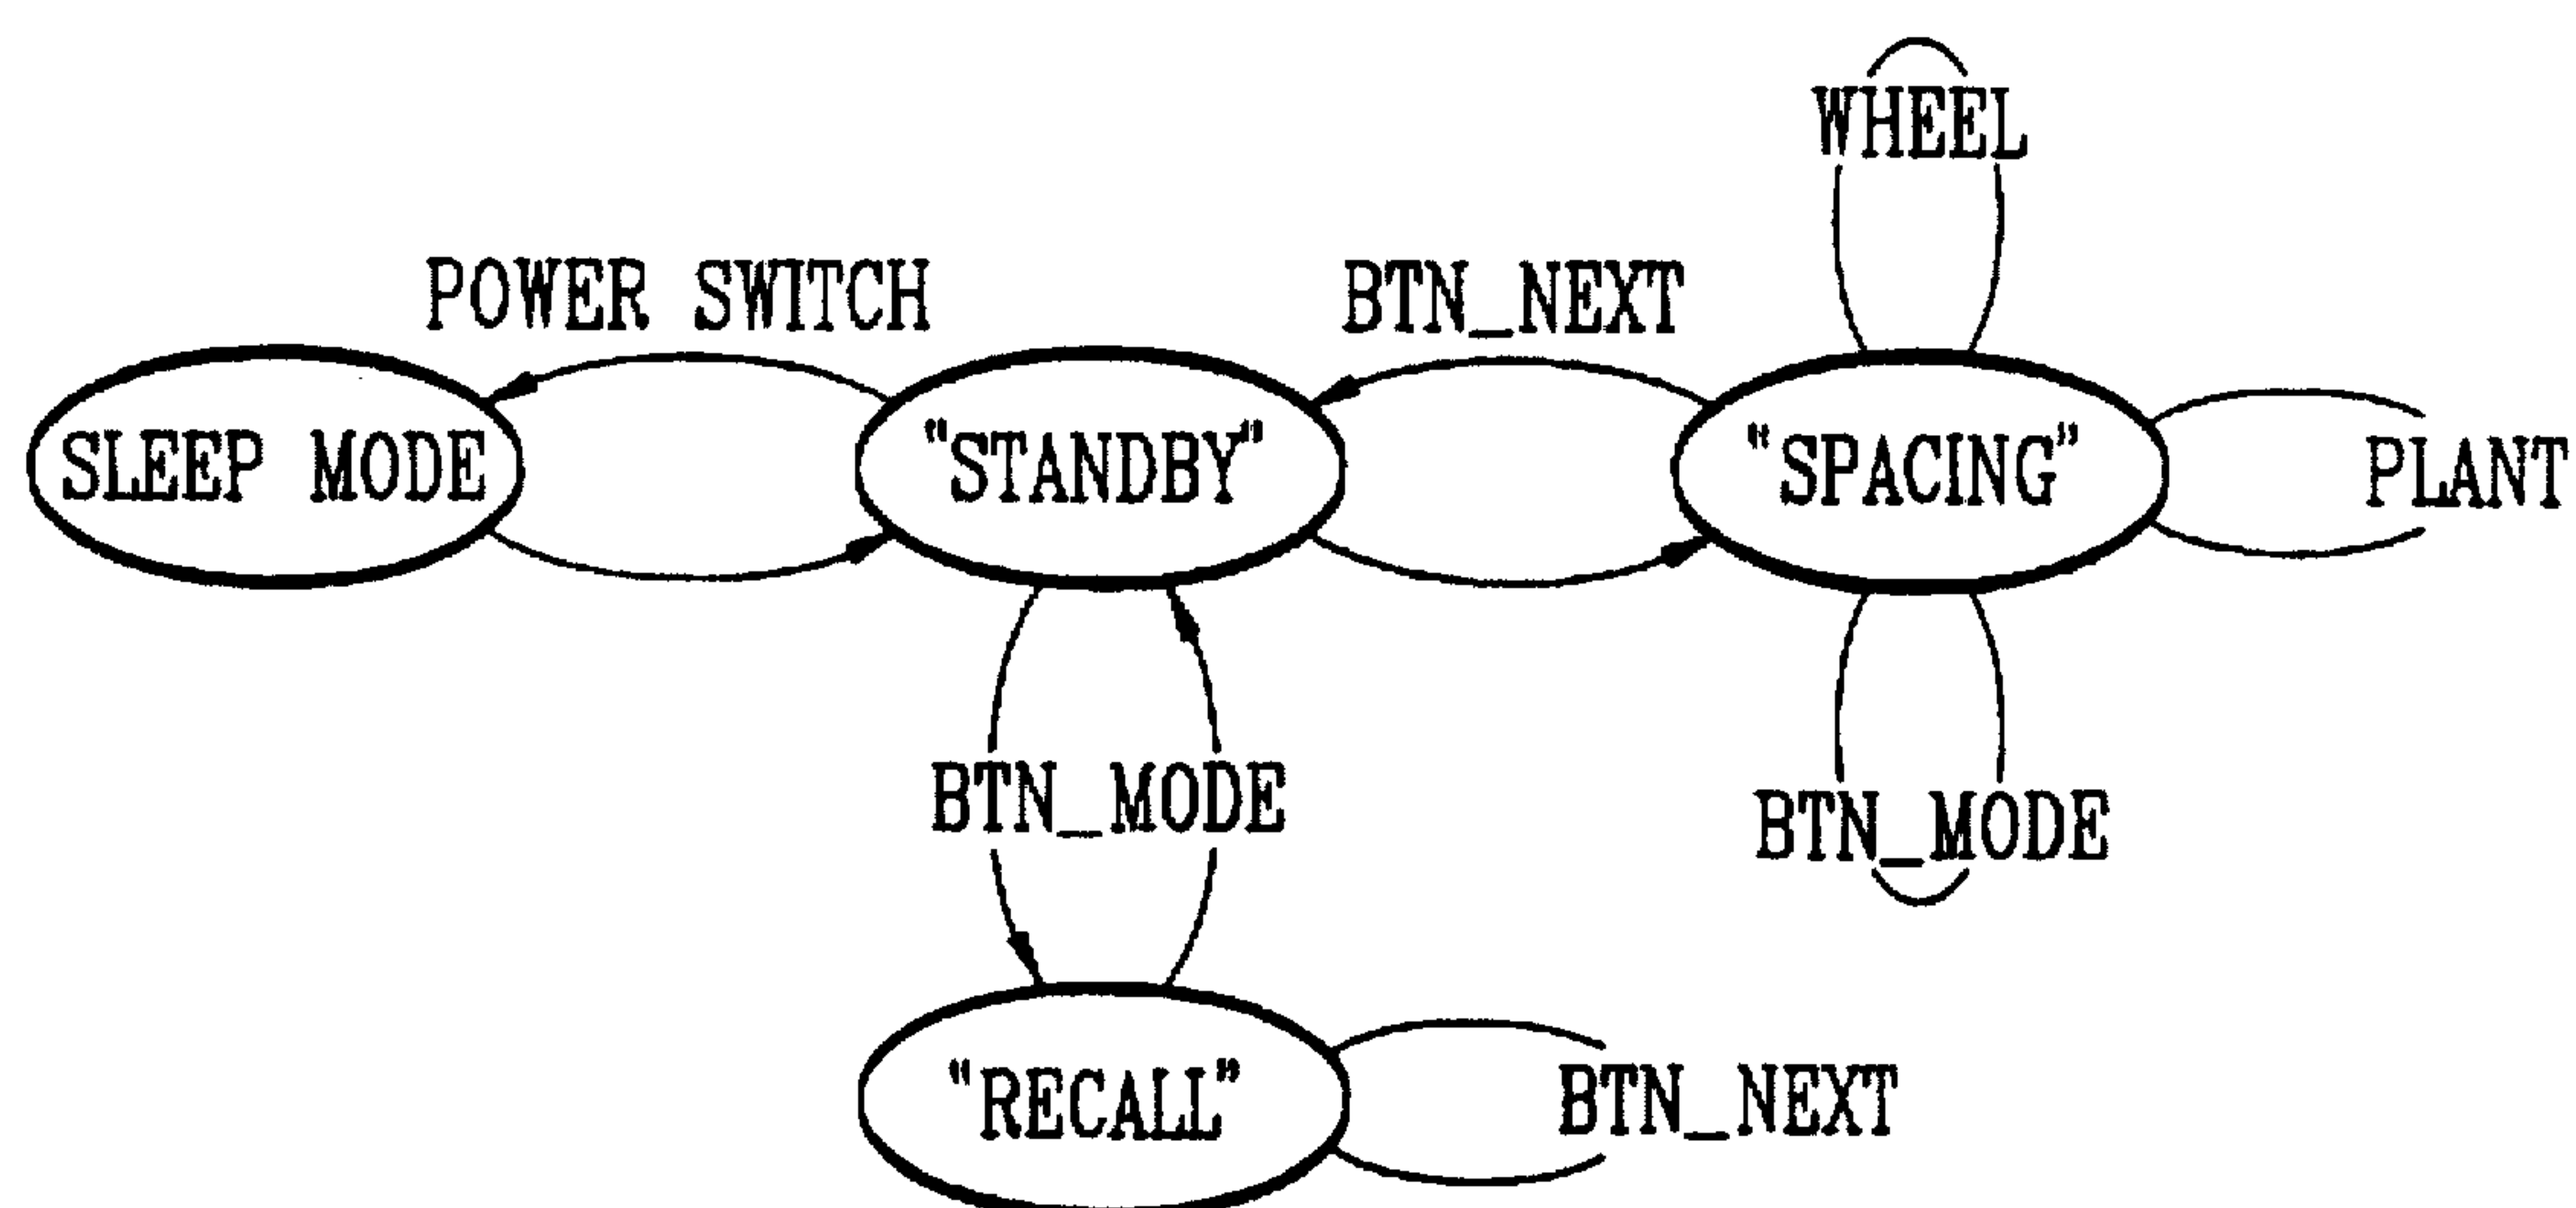 WHEEL
POWER SWITCH
BTN_NEXT
SLEEP MODE
"STANDBY"
"SPACING"
PLANT
BTN_MODE
BTN_MODE
"RECALL"
BTN_NEXT